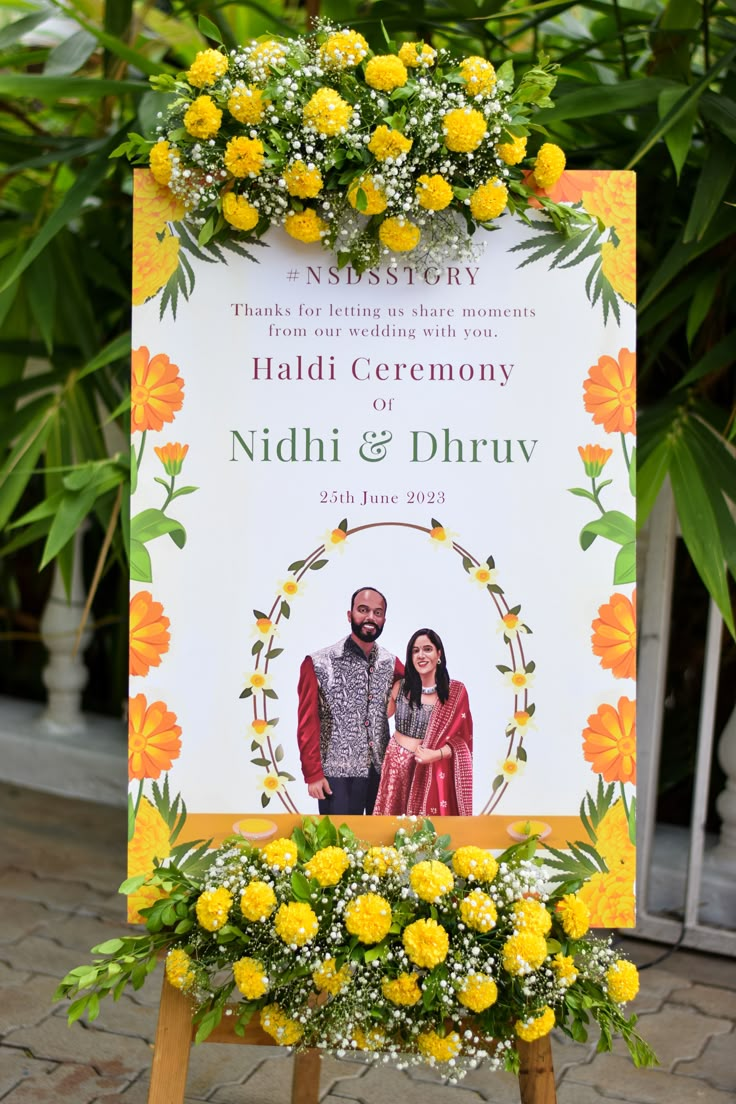 #NSDSSTORY
Thanks for letting us share moments
from our wedding with you.
Haldi Ceremony
Of
Nidhi & Dhruv
25th June 2023